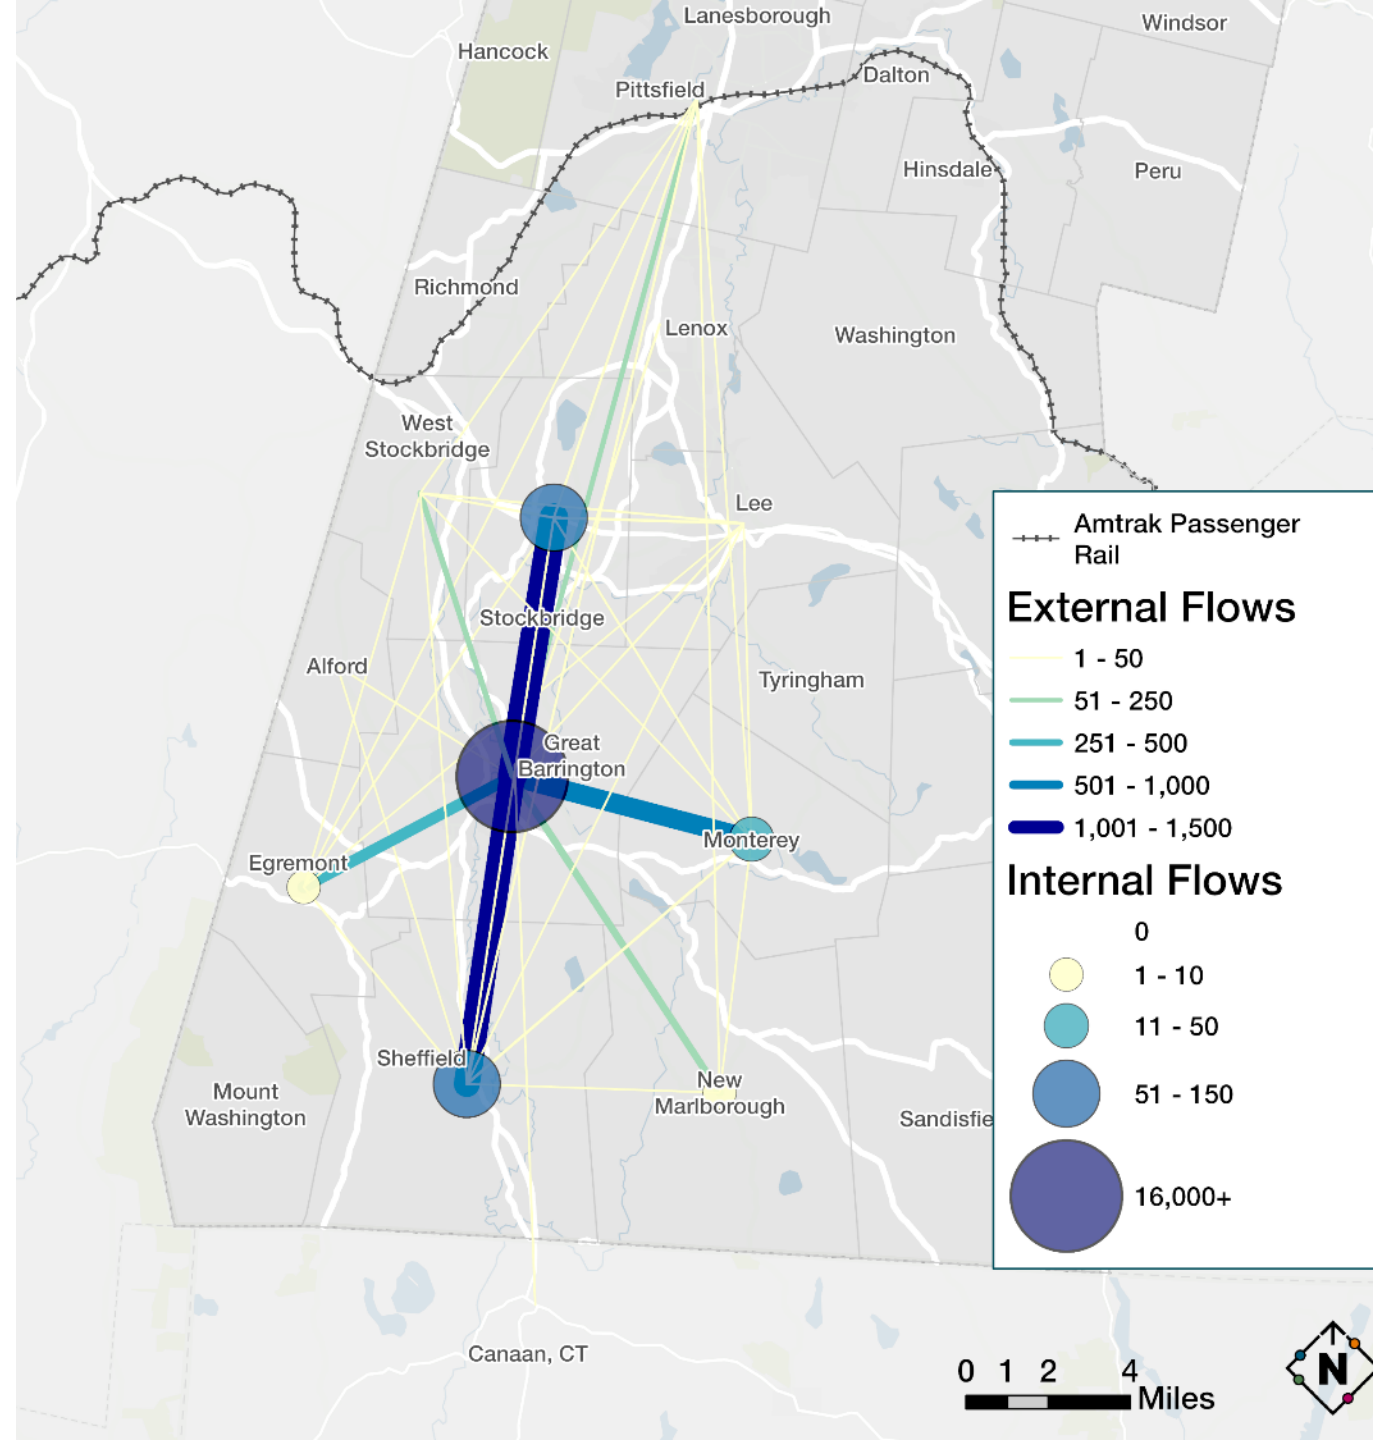 Lanesborough
Windsor
Hancock
Dalton
Pittsfield
Hinsdale
Peru
Richmond
Lenox
Washington
West
Stockbridge
Lee
Stockbridge
Alford
Tyringham
Great
Barrington
Monterey
Egremont
Sheffield
New
Marlborough
Mount
Washington
Sandisfie
Canaan, CT
Amtrak Passenger
Rail
External Flows
1 - 50
51 - 250
251 - 500
501 - 1,000
1,001 - 1,500
Internal Flows
0
1 - 10
11 - 50
51 - 150
16,000+
0 1 2 4
Miles
N